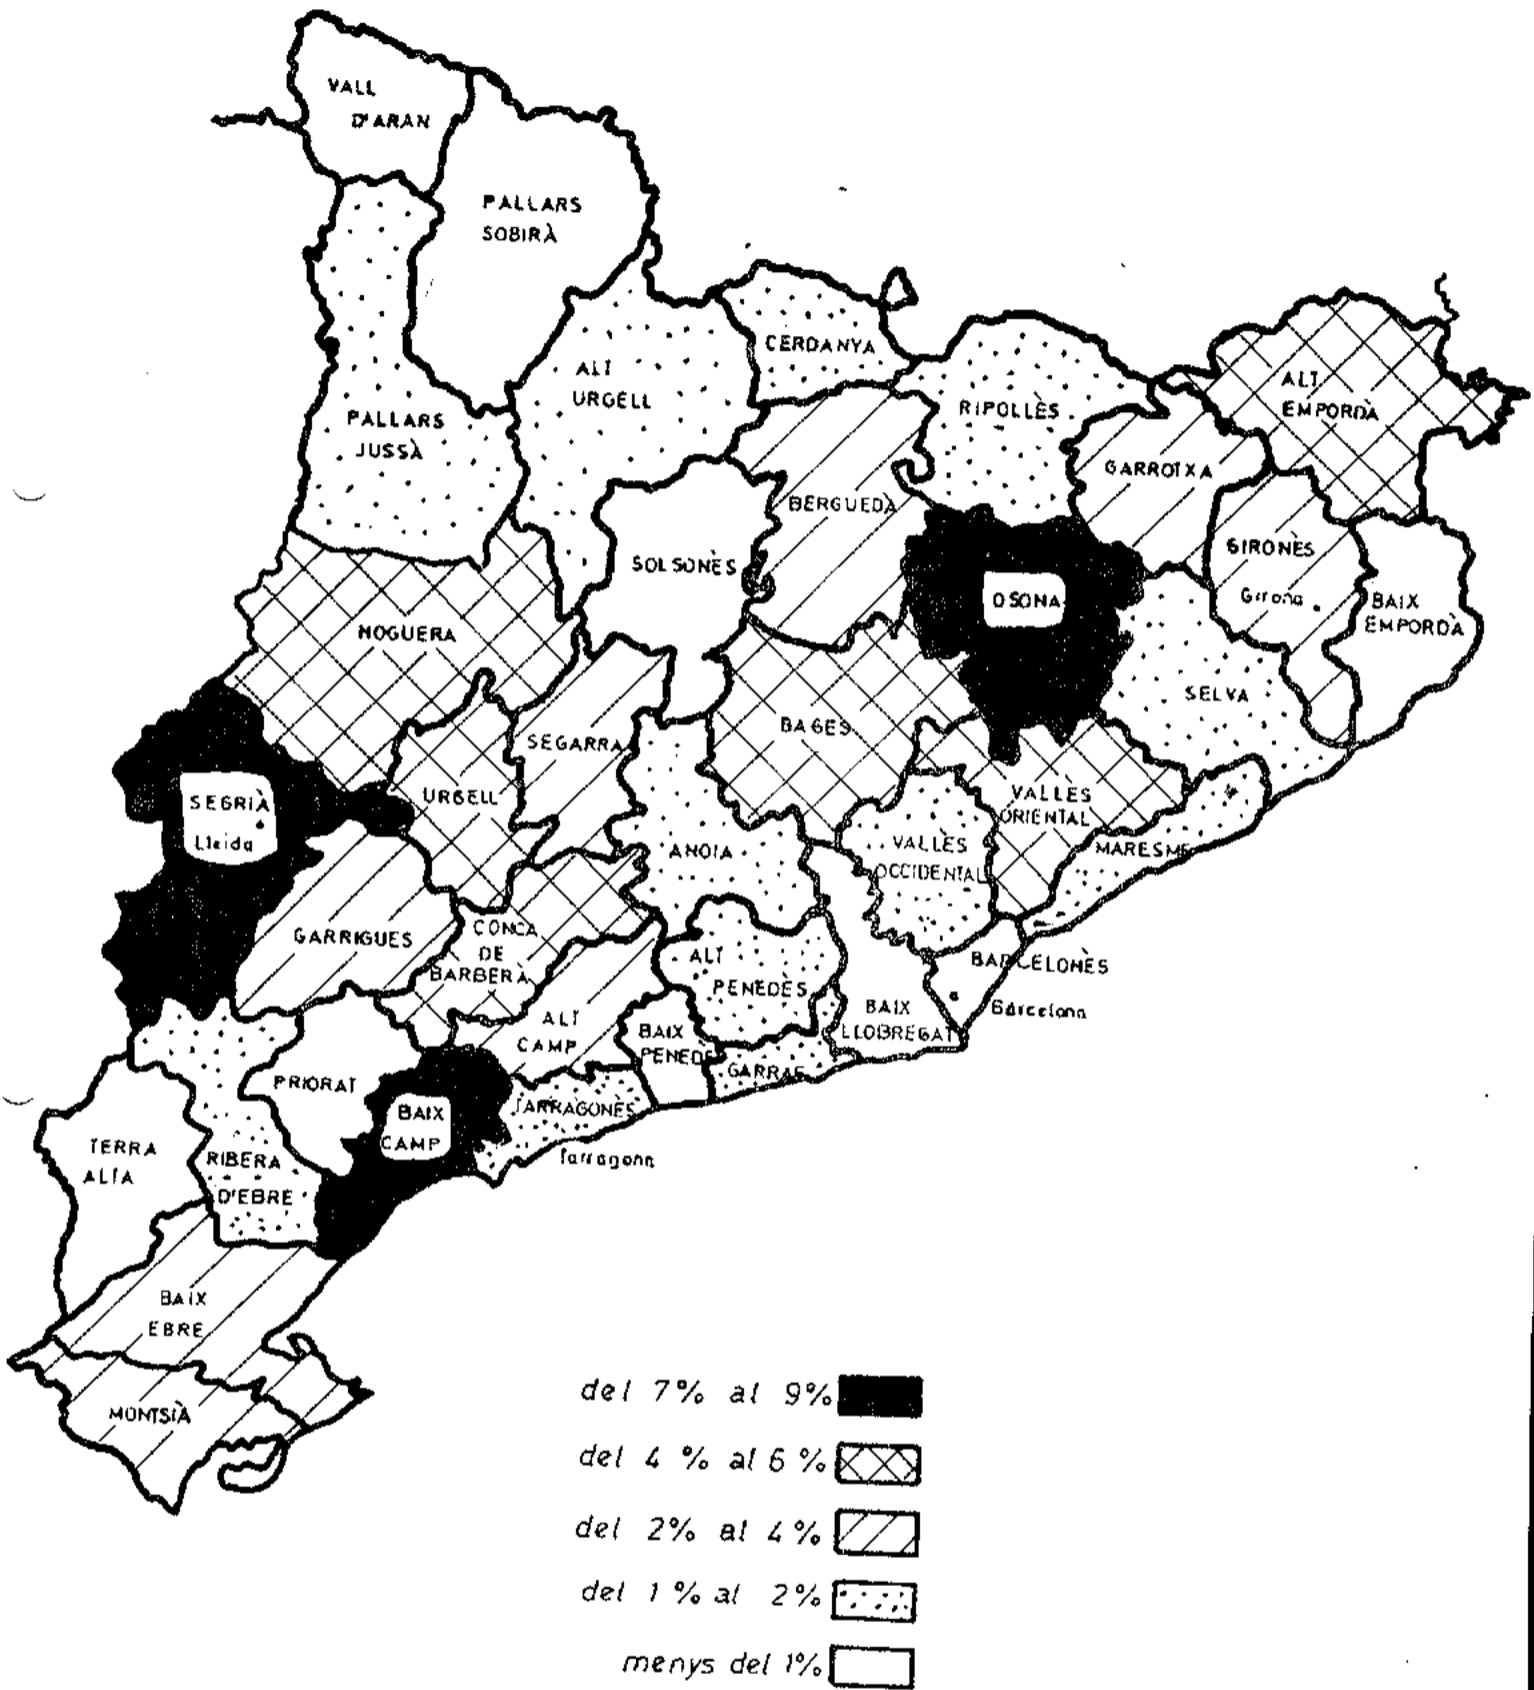 VALL
D'ARAN
PALLARS
SOBIRÀ
CERDANYA
ALT
URGELL
ALT
EMPORDÀ
RIPOLLÈS
PALLARS
JUSSÀ
GARROTXA
BERGUEDÀ
SOLSONÈS
GIRONÈS
Girona
OSONA
BAIX
EMPORDÀ
NOGUERA
SELVA
BAGES
SEGARRA
URGELL
VALLÈS
ORIENTAL
SEGRIÀ
Lleida
ANOIA
VALLÈS
OCCIDENTAL
MARESME
GARRIGUES
CONCA
DE
BARBERÀ
ALT
PENEDÈS
BARCELONÈS
Barcelona
BAIX
LLOBREGAT
ALT
CAMP
BAIX
PENEDÈS
GARRAF
PRIORAT
BAIX
CAMP
TARRAGONÈS
Tarragona
TERRA
ALTA
RIBERA
D'EBRE
BAIX
EBRE
MONTSIÀ
del 7% al 9%
del 4 % al 6 %
del 2% al 4%
del 1 % al 2%
menys del 1%